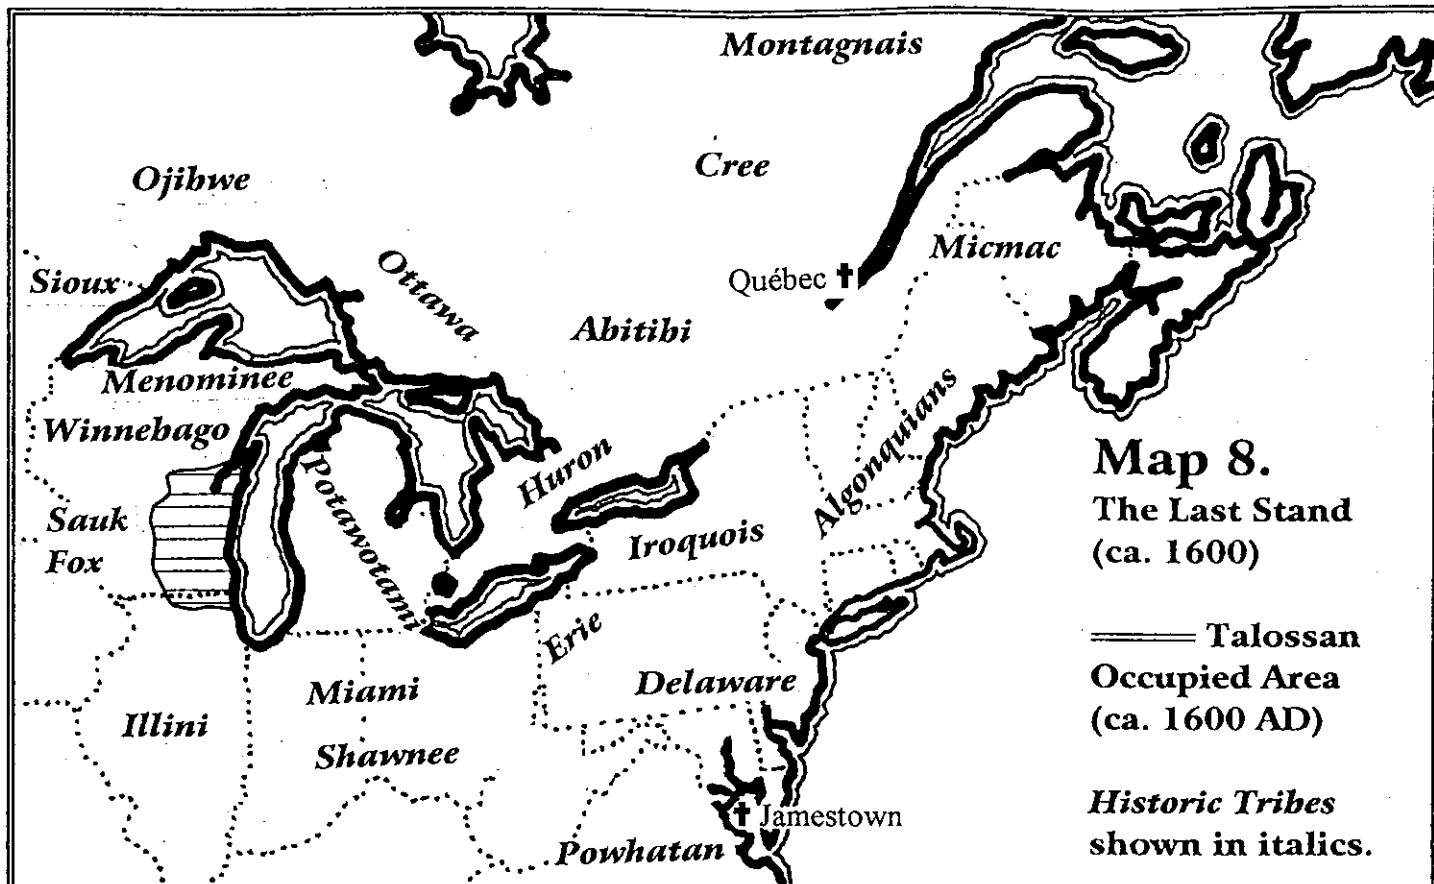 Montagnais
Cree
Ojibwe
Micmac
Sioux
Ottawa
Québec
Abitibi
Menominee
Winnebago
Algonquians
Huron
Potawotami
Sauk
Fox
Iroquois
Erie
Delaware
Miami
Illini
Shawnee
Jamestown
Powhatan
Map 8.
The Last Stand
(ca. 1600)
Talossan
Occupied Area
(ca. 1600 AD)
Historic Tribes
shown in italics.